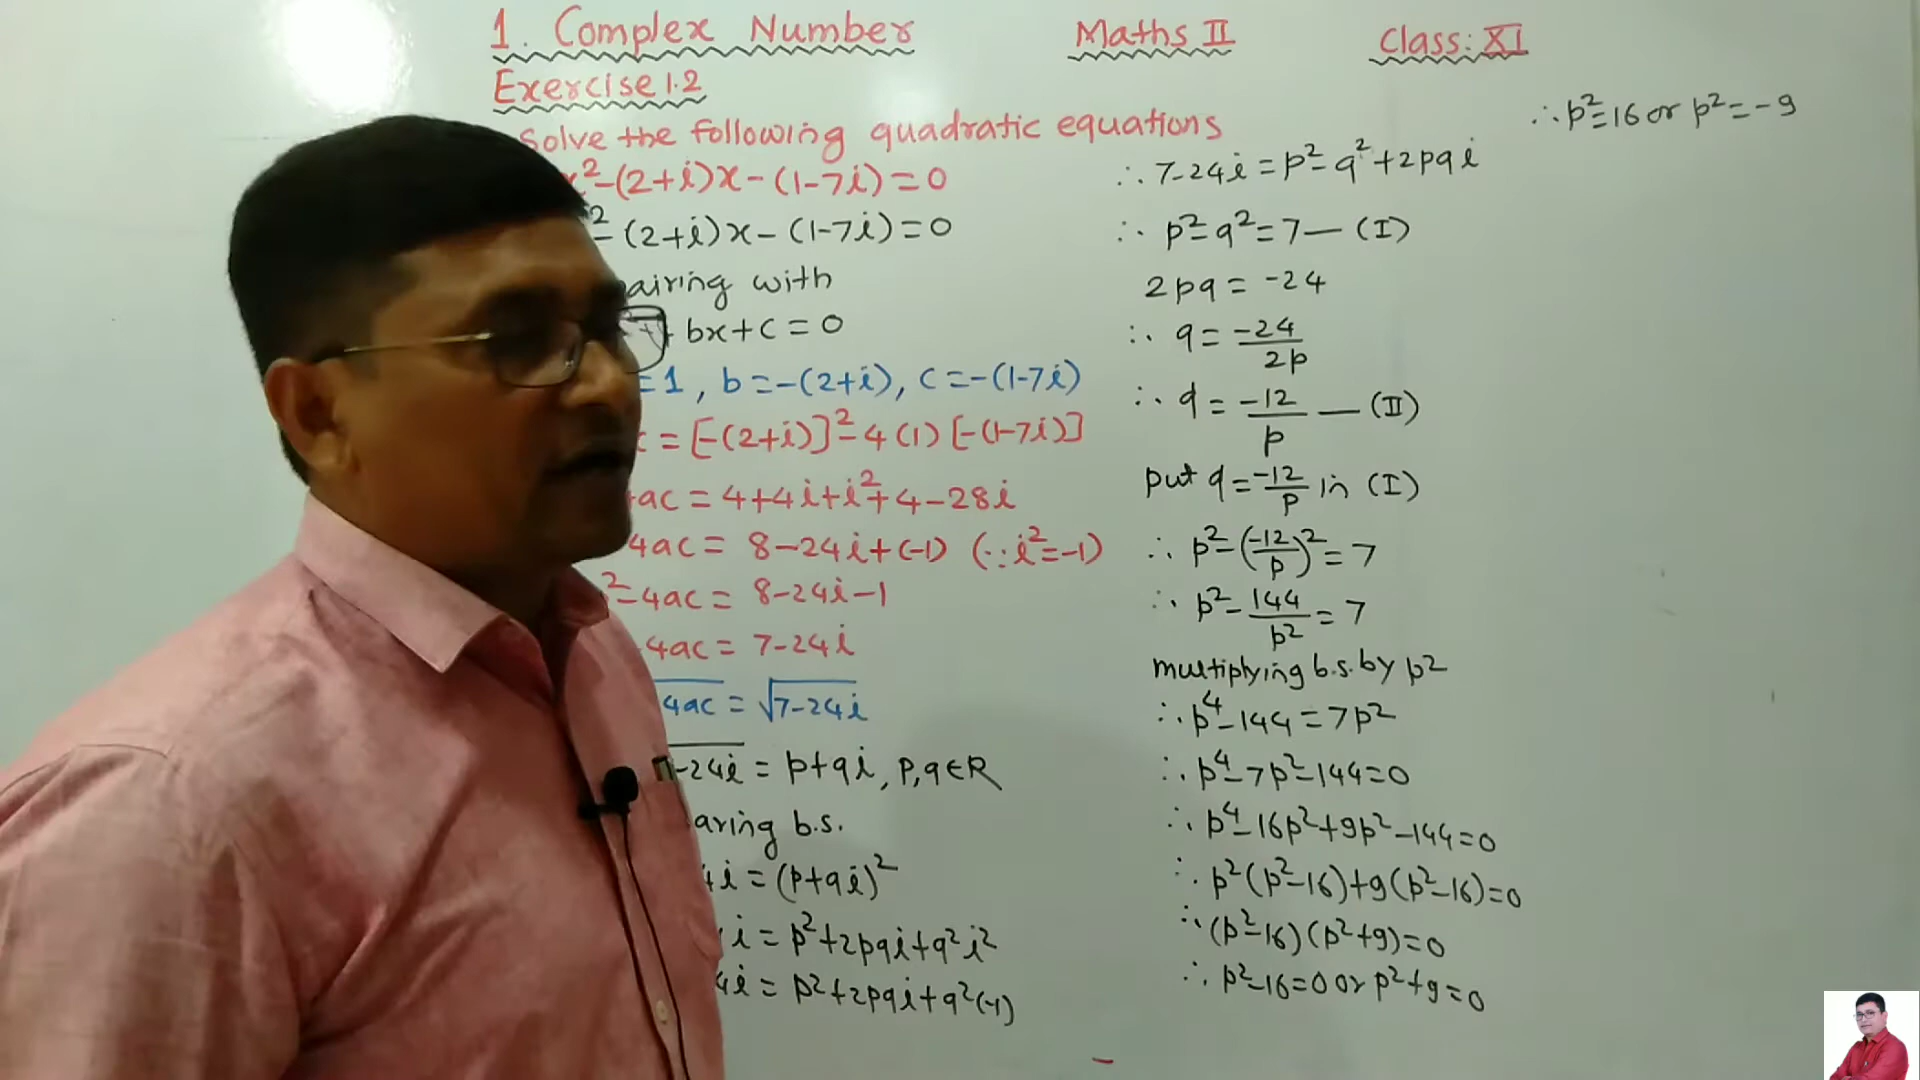 1. Complex Number Maths II Class: XI
Exercise 1.2
Solve the following quadratic equations
x²-(2+i)x-(1-7i)=0
²-(2+i)x-(1-7i)=0
airing with
+ bx+c=0
=1, b=-(2+i), c=-(1-7i)
c=[-(2+i)]²-4(1)[-(1-7i)]
ac=4+4i+i²+4-28i
4ac= 8-24i+(-1) (∵i²=-1)
²-4ac= 8-24i-1
-4ac= 7-24i
4ac=√7-24i
-24i=p+qi, p,q∈R
aring b.s.
4i=(p+qi)²
i=p²+2pqi+q²i²
4i=p²+2pqi+q²(-1)
∴7-24i=p²-q²+2pqi
∴ p²-q²=7—(I)
2pq=-24
∴ q=-24/2p
∴ q=-12/p—(II)
put q=-12/p in (I)
∴ p²-(-12/p)²=7
∴ p²-144/p²=7
multiplying b.s. by p²
∴p⁴-144=7p²
∴p⁴-7p²-144=0
∴p⁴-16p²+9p²-144=0
∴p²(p²-16)+9(p²-16)=0
∴(p²-16)(p²+9)=0
∴ p²-16=0 or p²+9=0
∴p²=16 or p²=-9